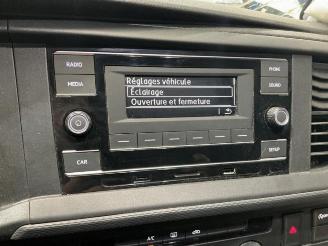 RADIO
PHONE
MEDIA
SOUND
Réglages véhicule
Éclairage
Ouverture et fermeture
CAR
SETUP
A/C